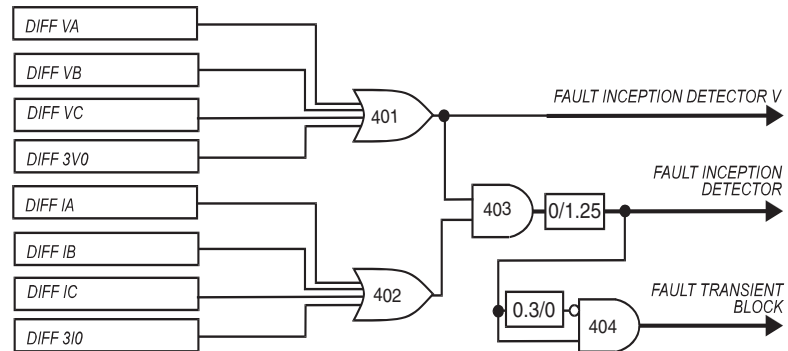 DIFF VA
DIFF VB
DIFF VC
DIFF 3V0
DIFF IA
DIFF IB
DIFF IC
DIFF 3I0
401
402
403
0/1.25
0.3/0
404
FAULT INCEPTION DETECTOR V
FAULT INCEPTION
DETECTOR
FAULT TRANSIENT
BLOCK